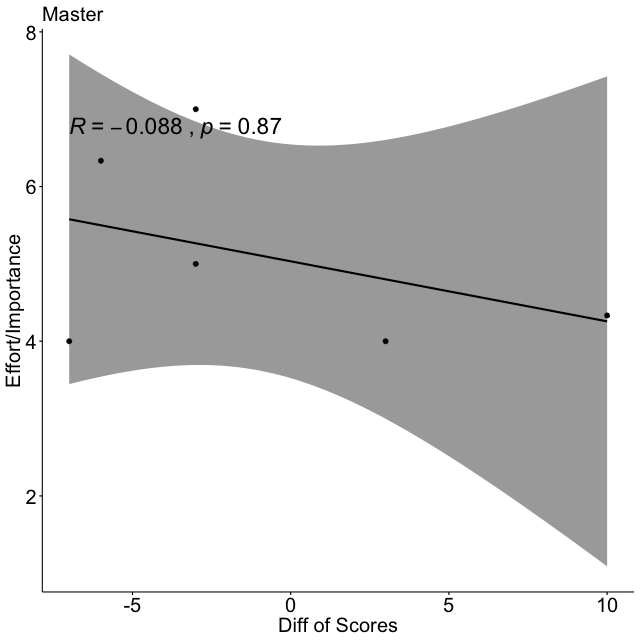 Master
8
R = −0.088 , p = 0.87
6
4
2
Effort/Importance
-5 0 5 10
Diff of Scores